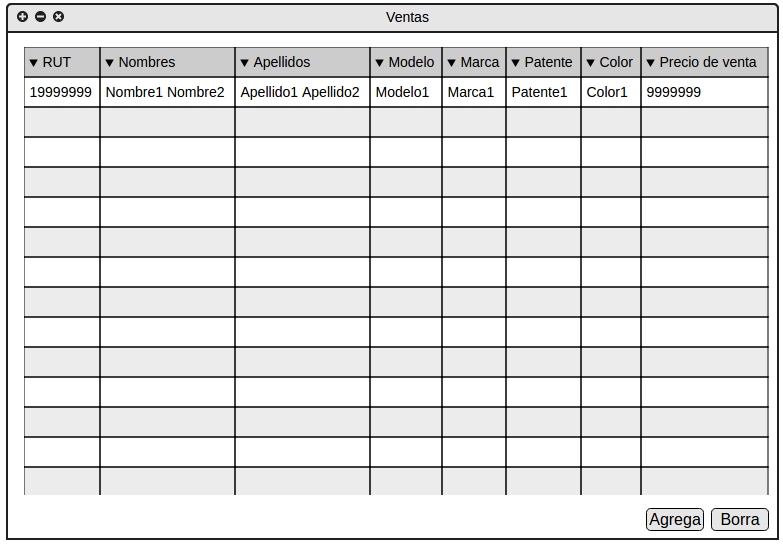 Ventas
RUT Nombres Apellidos Modelo Marca Patente Color Precio de venta
19999999 Nombre1 Nombre2 Apellido1 Apellido2 Modelo1 Marca1 Patente1 Color1 9999999
Agrega Borra